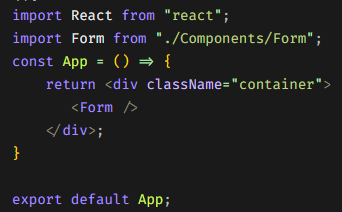 import React from "react";
import Form from "./Components/Form";
const App = () => {
    return <div className="container">
       <Form />
    </div>;
}

export default App;